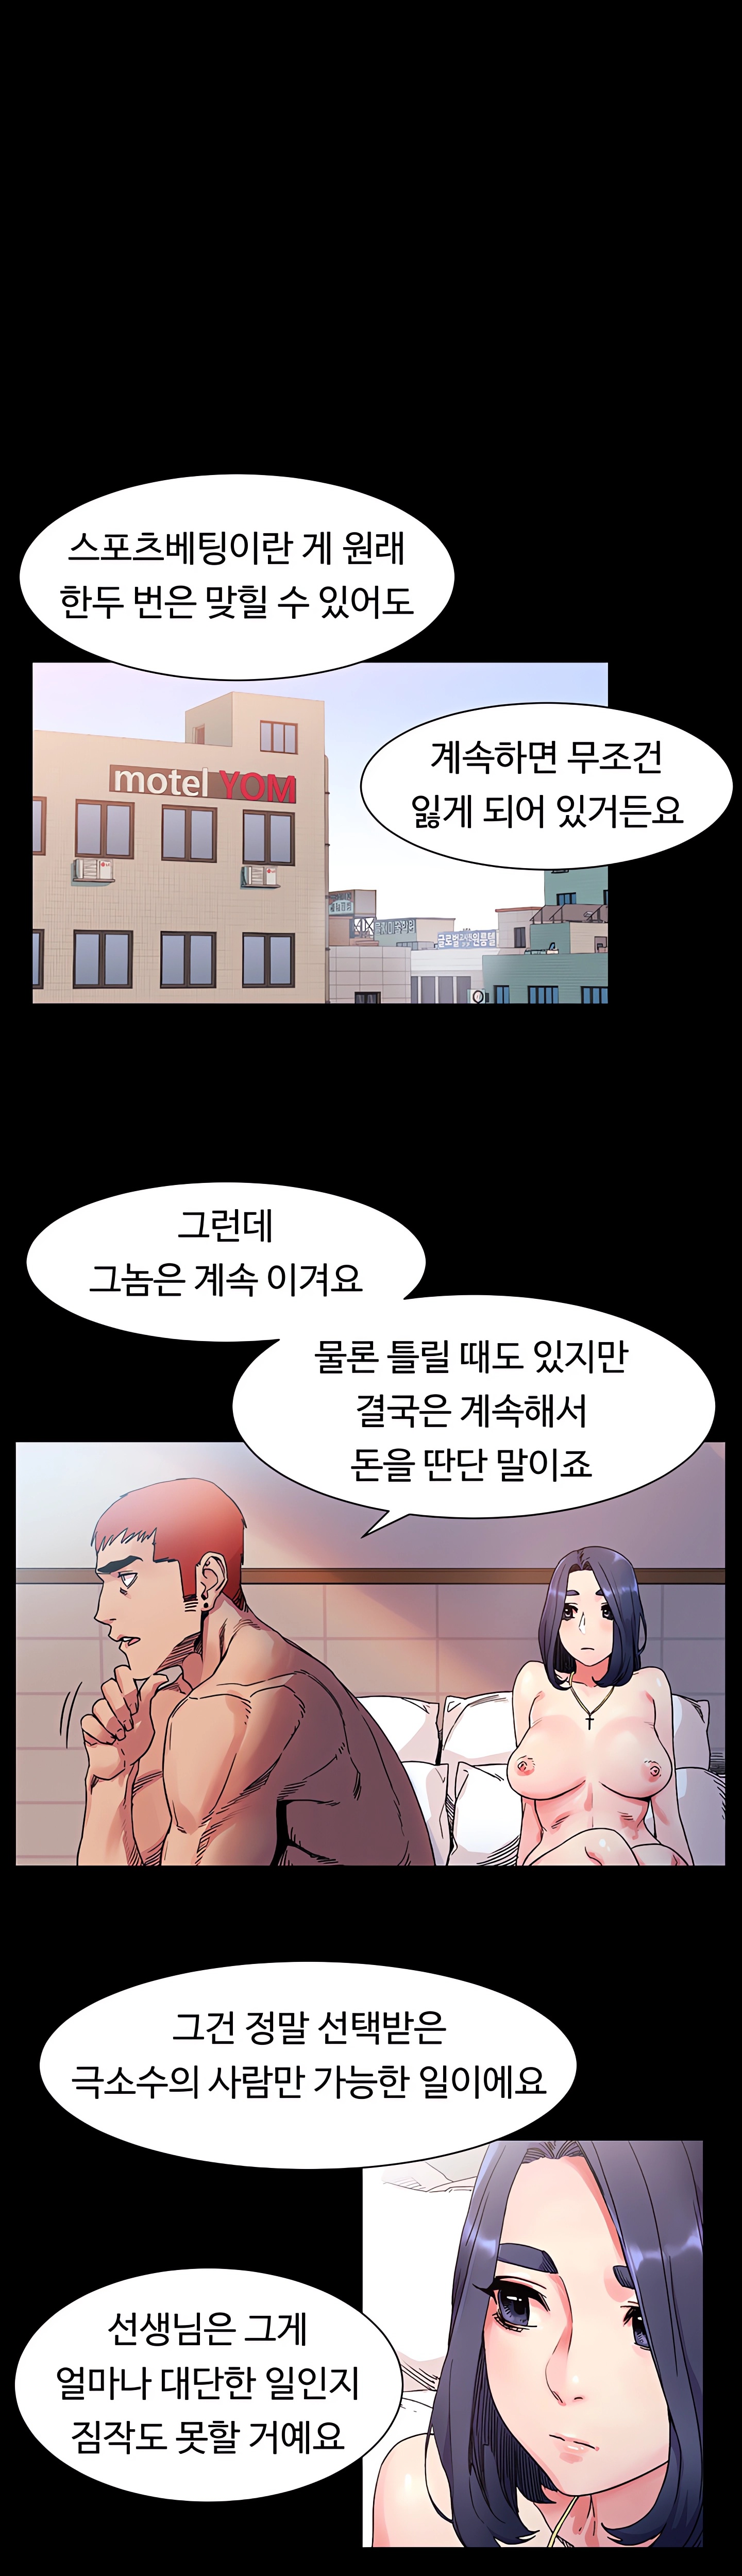 스포츠베팅이란 게 원래
한두 번은 맞힐 수 있어도
계속하면 무조건
잃게 되어 있거든요
motel YOM
글로벌 원룸텔
그런데
그놈은 계속 이겨요
물론 틀릴 때도 있지만
결국은 계속해서
돈을 딴단 말이죠
그건 정말 선택받은
극소수의 사람만 가능한 일이에요
선생님은 그게
얼마나 대단한 일인지
짐작도 못할 거예요